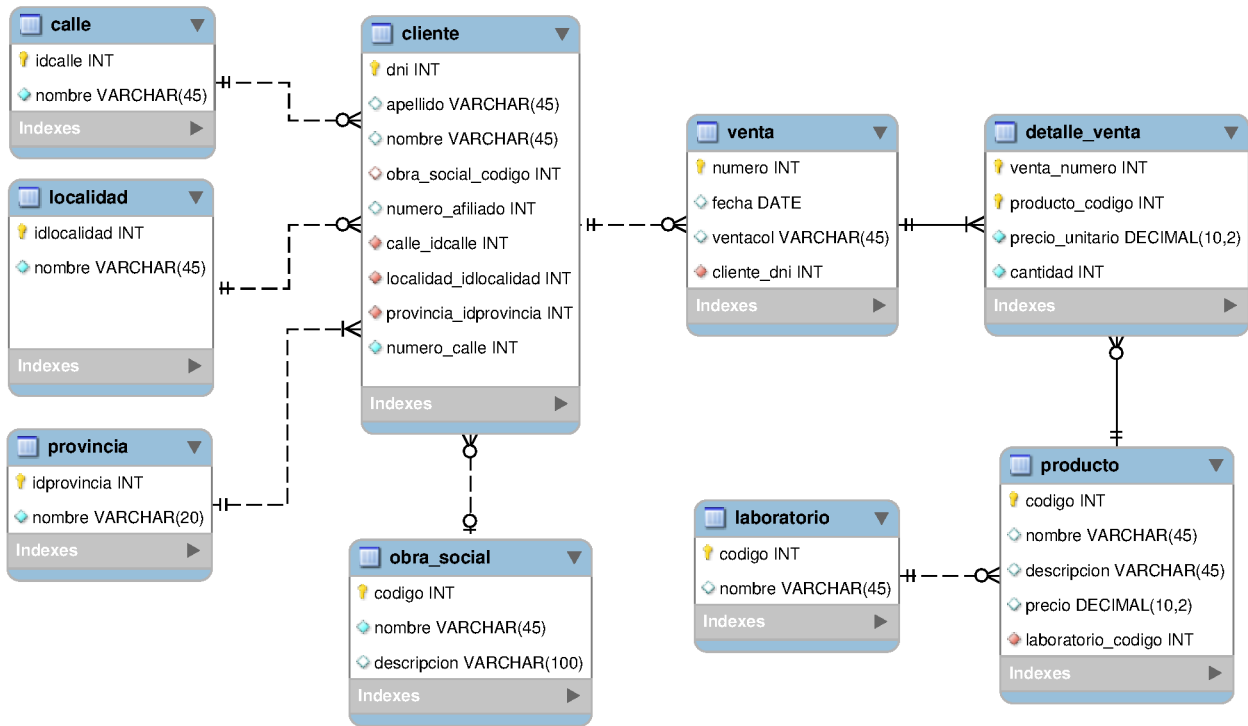 calle
idcalle INT
nombre VARCHAR(45)
Indexes
localidad
idlocalidad INT
nombre VARCHAR(45)
Indexes
provincia
idprovincia INT
nombre VARCHAR(20)
Indexes
cliente
dni INT
apellido VARCHAR(45)
nombre VARCHAR(45)
obra_social_codigo INT
numero_afiliado INT
calle_idcalle INT
localidad_idlocalidad INT
provincia_idprovincia INT
numero_calle INT
Indexes
obra_social
codigo INT
nombre VARCHAR(45)
descripcion VARCHAR(100)
Indexes
venta
numero INT
fecha DATE
ventacol VARCHAR(45)
cliente_dni INT
Indexes
detalle_venta
venta_numero INT
producto_codigo INT
precio_unitario DECIMAL(10,2)
cantidad INT
Indexes
laboratorio
codigo INT
nombre VARCHAR(45)
Indexes
producto
codigo INT
nombre VARCHAR(45)
descripcion VARCHAR(45)
precio DECIMAL(10,2)
laboratorio_codigo INT
Indexes